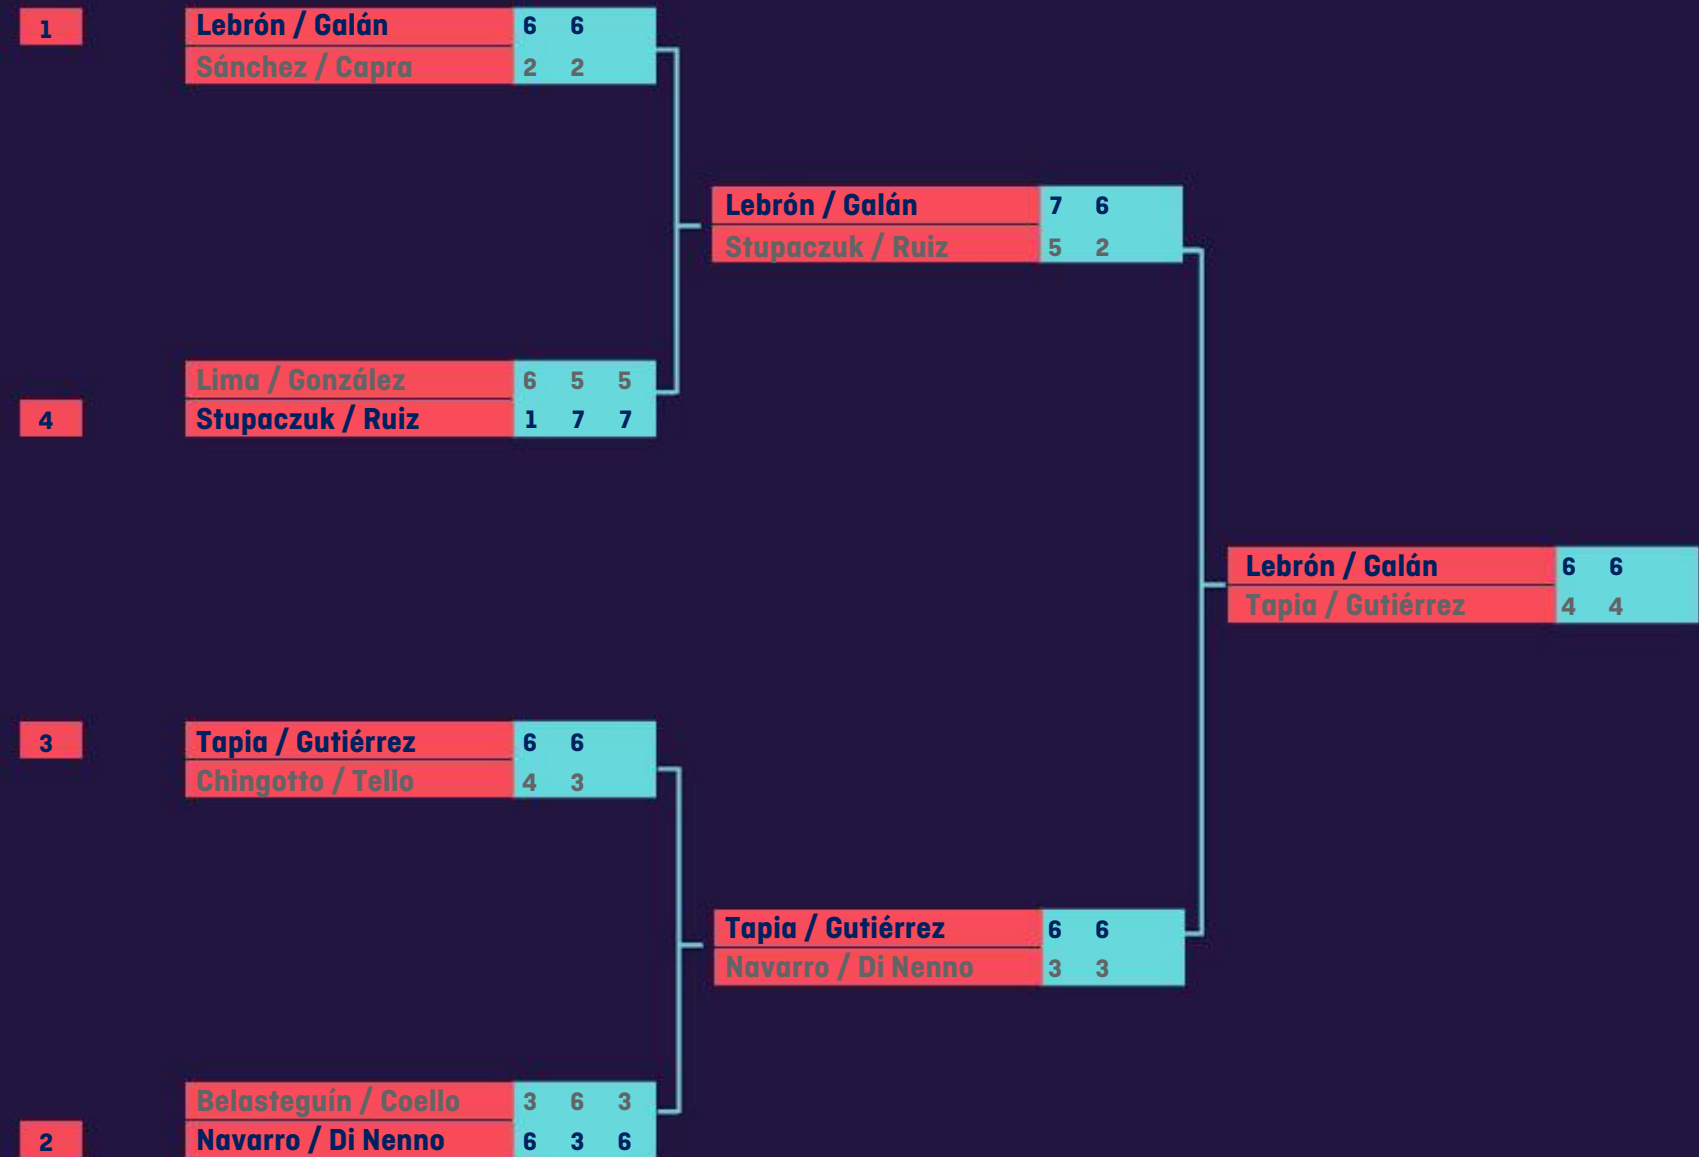 1 Lebrón / Galán 6 6
Sánchez / Capra 2 2
Lebrón / Galán 7 6
Stupaczuk / Ruiz 5 2
Lima / González 6 5 5
4 Stupaczuk / Ruiz 1 7 7
Lebrón / Galán 6 6
Tapia / Gutiérrez 4 4
3 Tapia / Gutiérrez 6 6
Chingotto / Tello 4 3
Tapia / Gutiérrez 6 6
Navarro / Di Nenno 3 3
Belasteguín / Coello 3 6 3
2 Navarro / Di Nenno 6 3 6